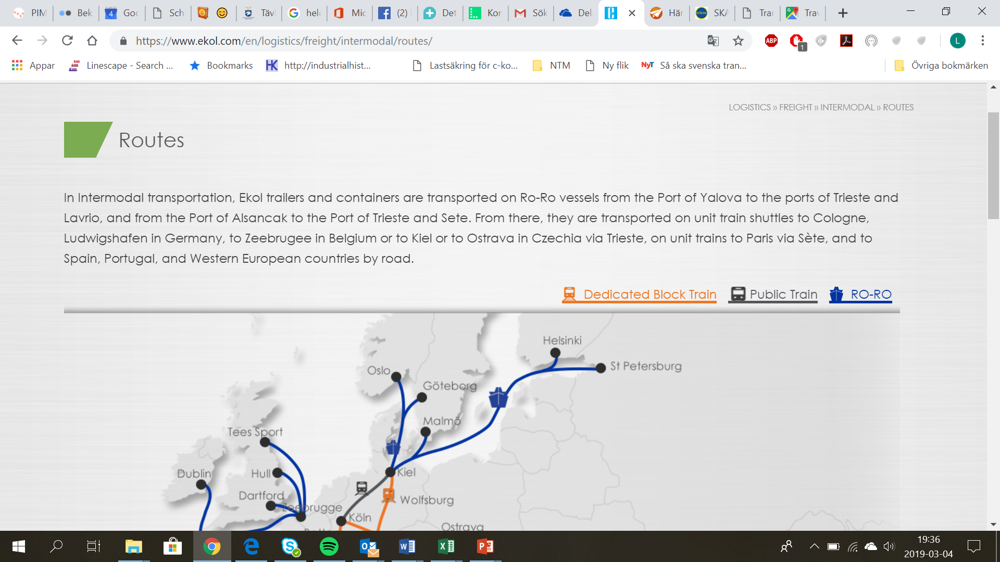 PIM
Bek
4
Goo
Sch
Täv
hele
Mic
(2)
Det
Kor
Sök
Del
Här
SKA
Trar
Trav
https://www.ekol.com/en/logistics/freight/intermodal/routes/
ABP
1
L
Appar
Linescape - Search ...
Bookmarks
HK
http://industrialhist...
Lastsäkring för c-ko...
NTM
Ny flik
NyT
Så ska svenska tran...
Övriga bokmärken
LOGISTICS » FREIGHT » INTERMODAL » ROUTES
Routes
In Intermodal transportation, Ekol trailers and containers are transported on Ro-Ro vessels from the Port of Yalova to the ports of Trieste and
Lavrio, and from the Port of Alsancak to the Port of Trieste and Sete. From there, they are transported on unit train shuttles to Cologne,
Ludwigshafen in Germany, to Zeebrugee in Belgium or to Kiel or to Ostrava in Czechia via Trieste, on unit trains to Paris via Sète, and to
Spain, Portugal, and Western European countries by road.
Dedicated Block Train
Public Train
RO-RO
Helsinki
St Petersburg
Oslo
Göteborg
Malmö
Tees Sport
Dublin
Hull
Kiel
Dartford
Zeebrugge
Wolfsburg
Köln
Ostrava
19:36
2019-03-04